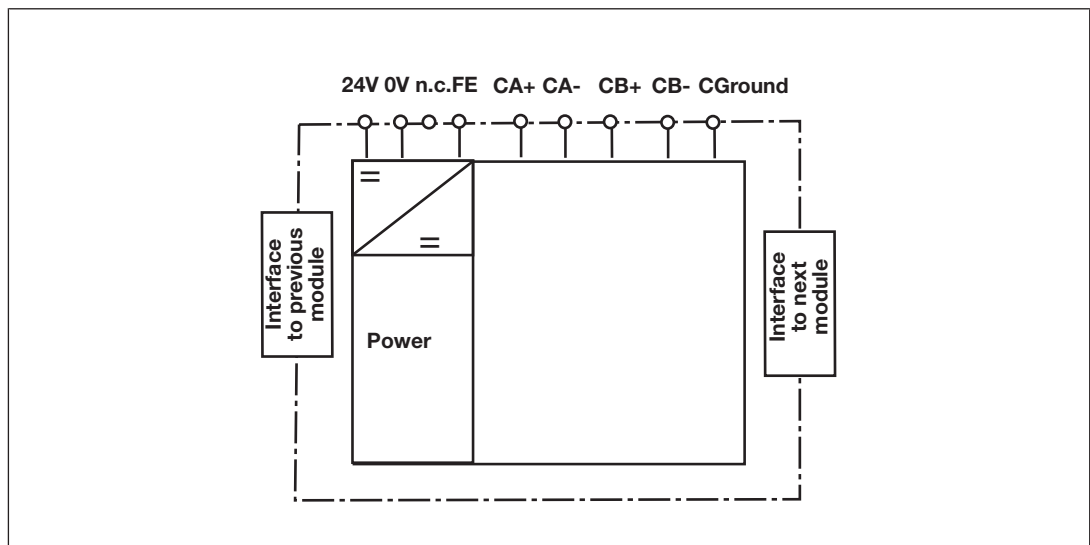 24V 0V n.c.FE CA+ CA- CB+ CB- CGround
Interface
to previous
module
Power
Interface
to next
module